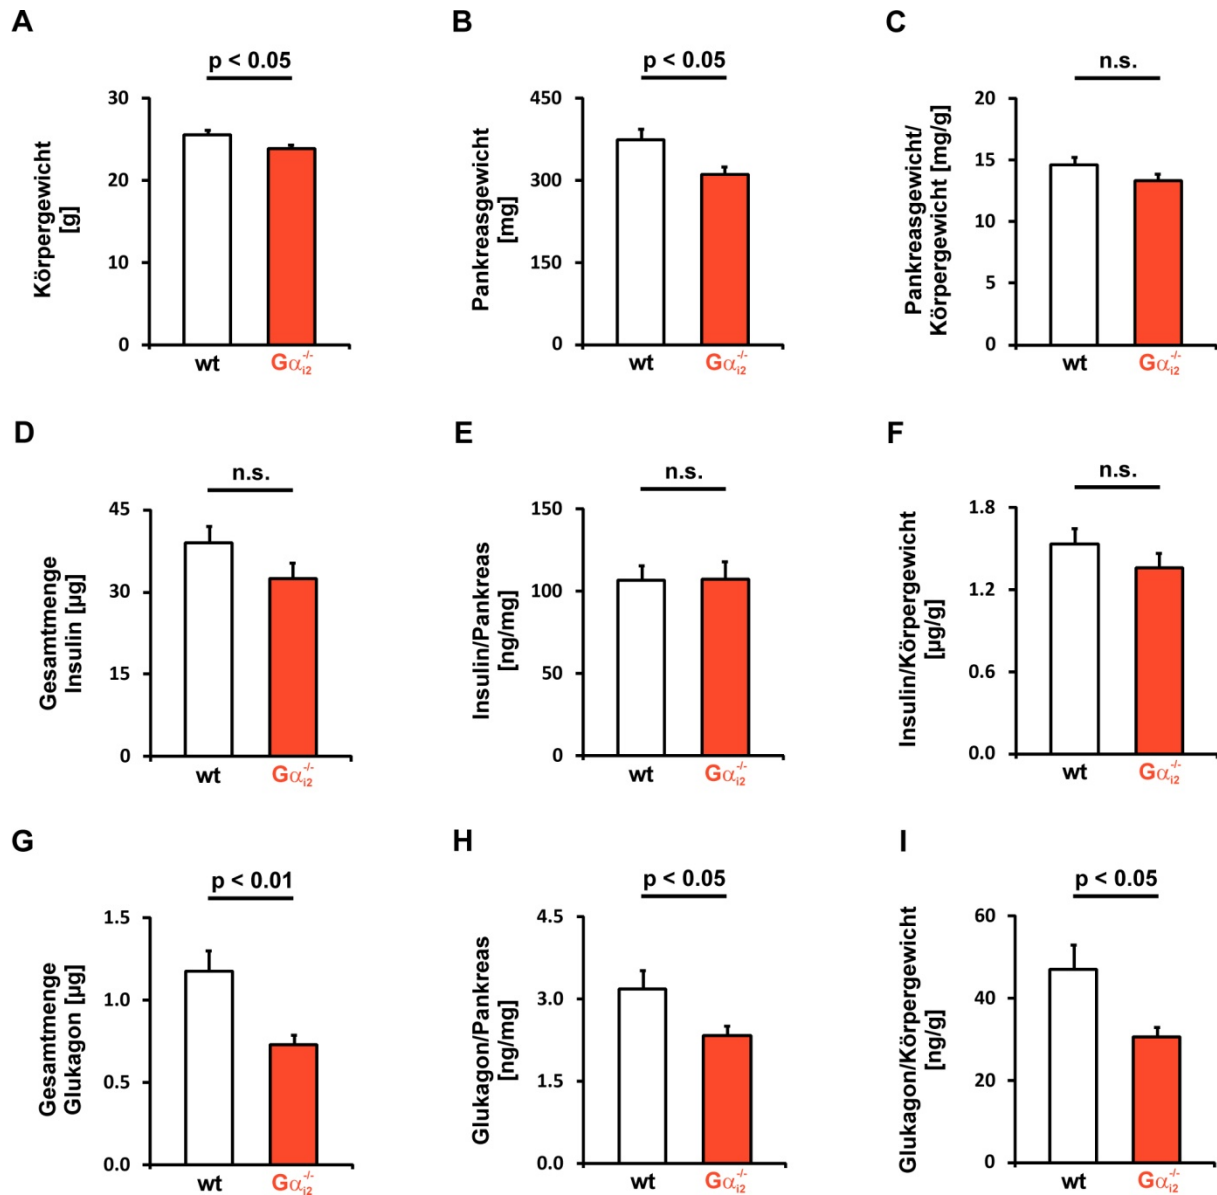 A
p < 0.05
Körpergewicht
[g]
30
20
10
0
wt
Gαi2-/-
B
p < 0.05
Pankreasgewicht
[mg]
450
300
150
0
wt
Gαi2-/-
C
n.s.
Pankreasgewicht/
Körpergewicht [mg/g]
20
15
10
5
0
wt
Gαi2-/-
D
n.s.
Gesamtmenge
Insulin [µg]
45
30
15
0
wt
Gαi2-/-
E
n.s.
Insulin/Pankreas
[ng/mg]
150
100
50
0
wt
Gαi2-/-
F
n.s.
Insulin/Körpergewicht
[µg/g]
1.8
1.2
0.6
0.0
wt
Gαi2-/-
G
p < 0.01
Gesamtmenge
Glukagon [µg]
1.5
1.0
0.5
0.0
wt
Gαi2-/-
H
p < 0.05
Glukagon/Pankreas
[ng/mg]
4.5
3.0
1.5
0.0
wt
Gαi2-/-
I
p < 0.05
Glukagon/Körpergewicht
[ng/g]
60
40
20
0
wt
Gαi2-/-